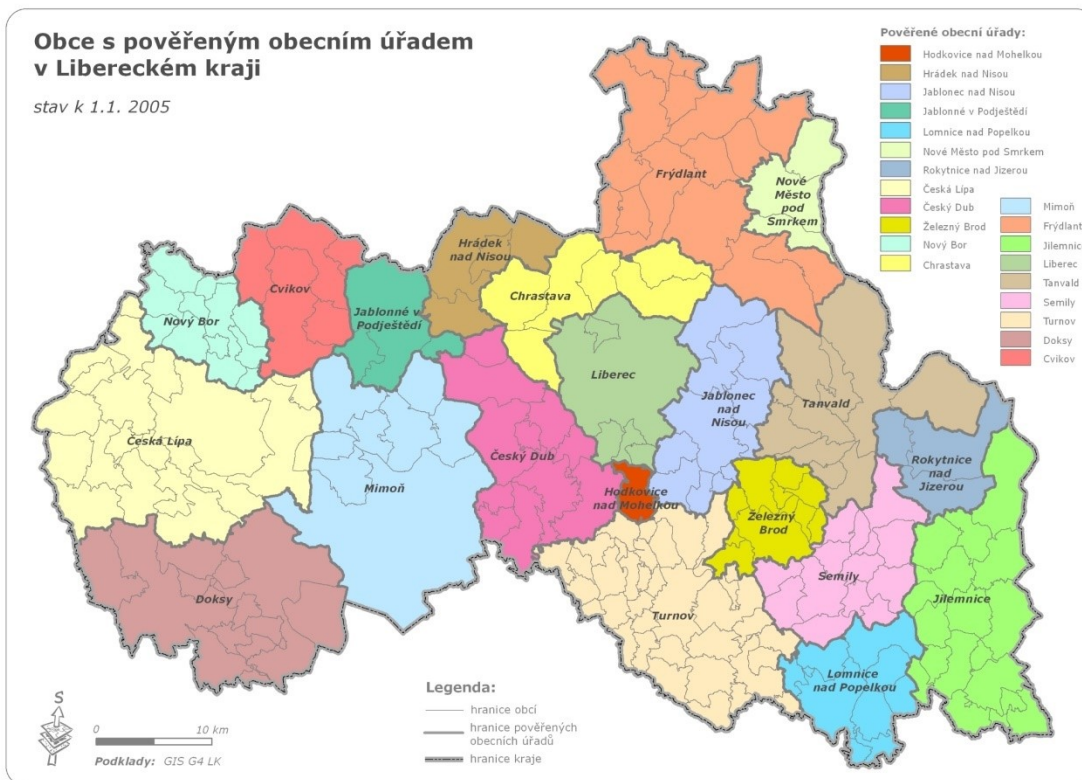 Obce s pověřeným obecním úřadem
v Libereckém kraji
stav k 1.1. 2005
Pověřené obecní úřady:
Hodkovice nad Mohelkou
Hrádek nad Nisou
Jablonec nad Nisou
Jablonné v Podještědí
Lomnice nad Popelkou
Nové Město pod Smrkem
Rokytnice nad Jizerou
Česká Lípa
Český Dub
Železný Brod
Nový Bor
Chrastava
Mimoň
Frýdlant
Jilemnice
Liberec
Tanvald
Semily
Turnov
Doksy
Cvikov
Frýdlant
Nové
Město
pod
Smrkem
Hrádek
nad Nisou
Cvikov
Chrastava
Jablonné v
Podještědí
Nový Bor
Liberec
Jablonec
nad
Nisou
Tanvald
Česká Lípa
Český Dub
Rokytnice
nad
Jizerou
Mimoň
Hodkovice
nad Mohelkou
Železný
Brod
Semily
Doksy
Jilemnice
Turnov
Lomnice
nad Popelkou
Legenda:
hranice obcí
hranice pověřených
obecních úřadů
hranice kraje
S
0 10 km
Podklady: GIS G4 LK